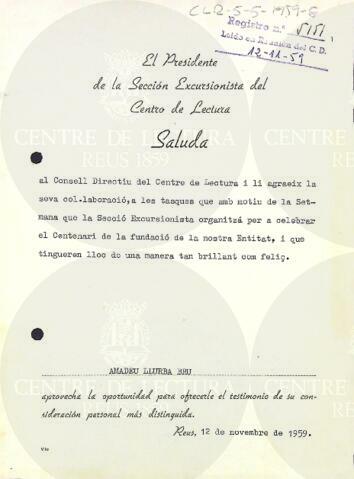 CLR-5-5-1959-6
Registro n.º 5151
Leído en Reunión del C.D.
12-11-59
El Presidente
de la Sección Excursionista del
Centro de Lectura
Saluda
CENTRE DE LECTURA
REUS 1859
al Consell Directiu del Centre de Lectura i li agraeix la
seva col.laboració,a les tasques que amb motiu de la Set-
mana que la Secció Excursionista organitzá per a celebrar
el Centenari de la fundació de la nostra Entitat, i que
tingueren lloc de una manera tan brillant com feliç.
AMADEU LLURBA BRU
CENTRE DE LECTURA
REUS 1859
aprovecha la oportunidad para ofrecerle el testimonio de su con-
sideración personal más distinguida.
Reus, 12 de novembre de 1959.